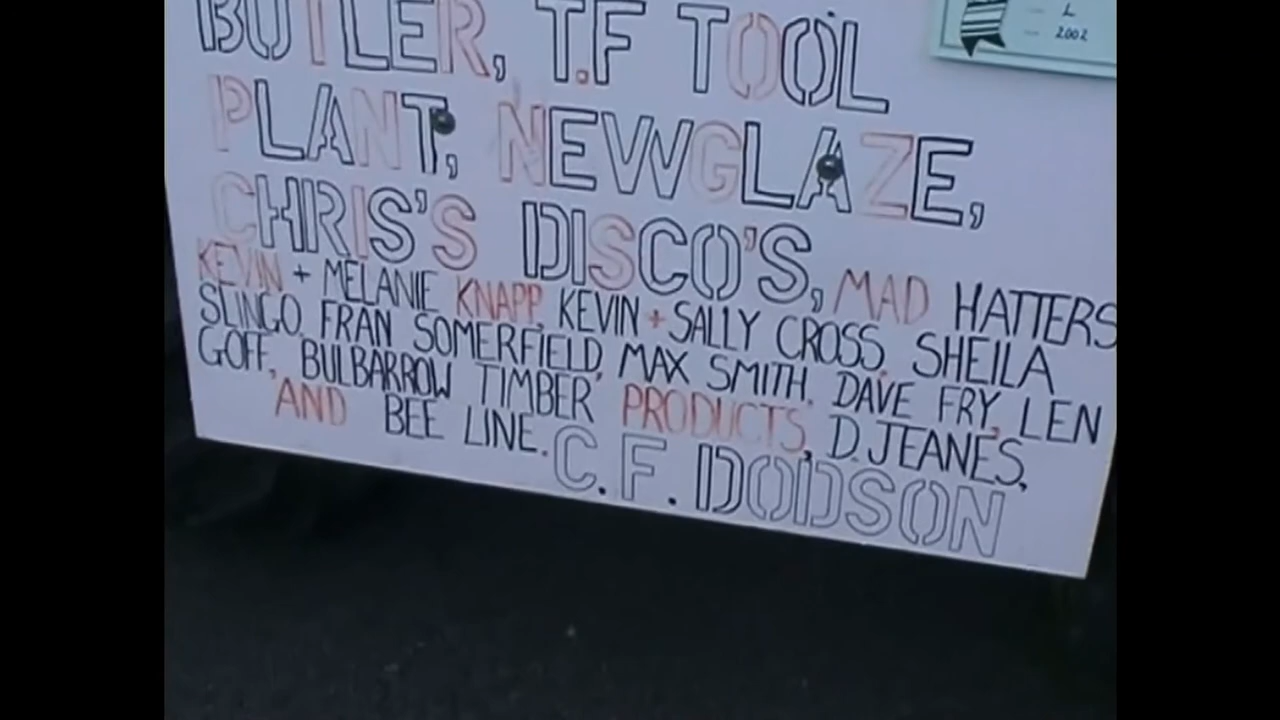 BUTLER, T.F TOOL
PLANT, NEWGLAZE,
CHRIS'S DISCO'S, MAD HATTERS
KEVIN + MELANIE KNAPP, KEVIN + SALLY CROSS, SHEILA
SLINGO, FRAN SOMERFIELD, MAX SMITH, DAVE FRY, LEN
GOFF, BULBARROW TIMBER PRODUCTS, D.JEANES,
AND BEE LINE. C.F. DODSON
L
2002